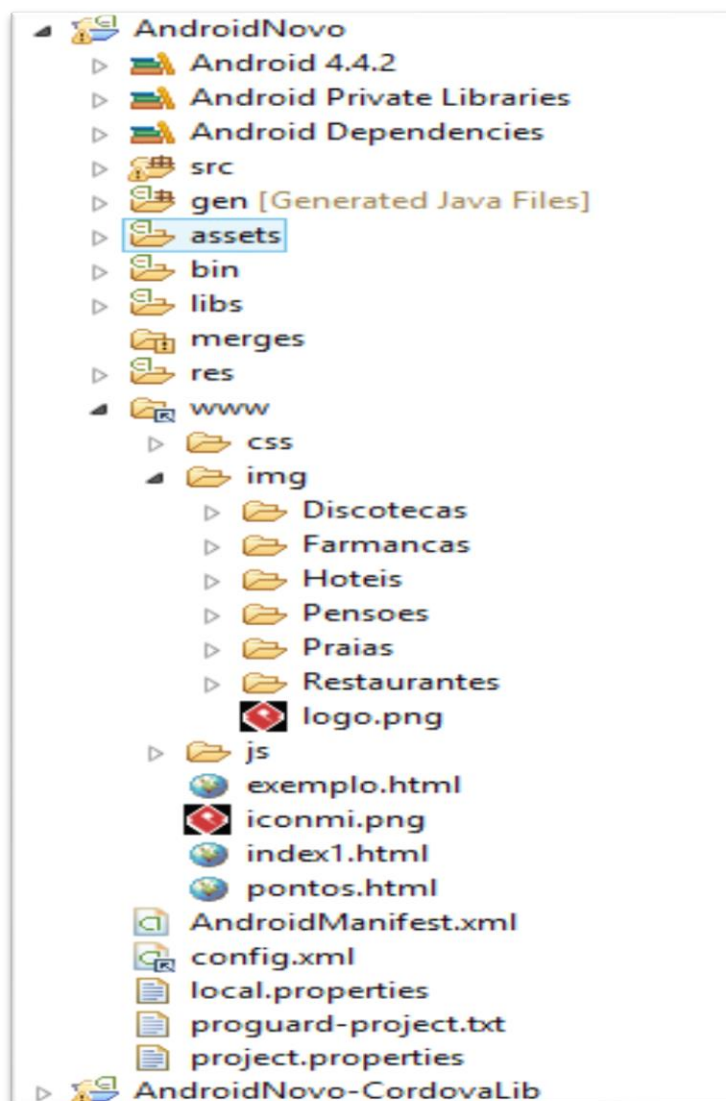 AndroidNovo
Android 4.4.2
Android Private Libraries
Android Dependencies
src
gen [Generated Java Files]
assets
bin
libs
merges
res
www
css
img
Discotecas
Farmancas
Hoteis
Pensoes
Praias
Restaurantes
logo.png
js
exemplo.html
iconmi.png
index1.html
pontos.html
AndroidManifest.xml
config.xml
local.properties
proguard-project.txt
project.properties
AndroidNovo-CordovaLib